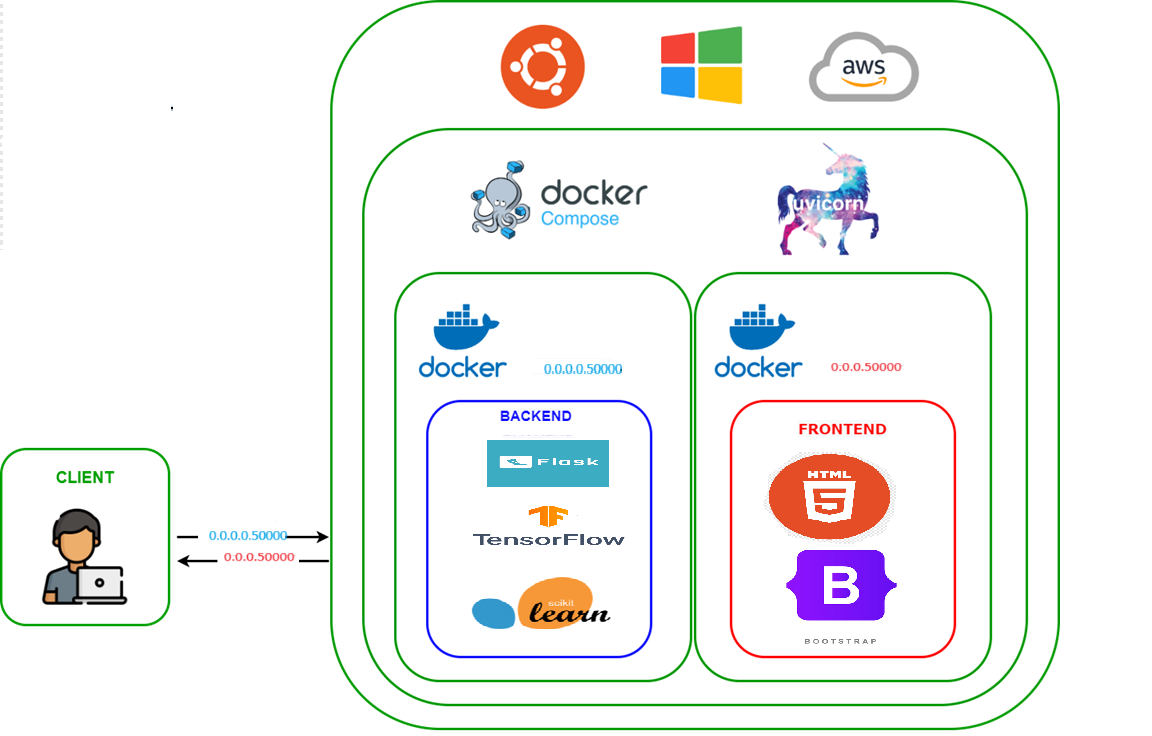 aws
docker
Compose
uvicorn
docker
0.0.0.0.50000
docker
0.0.0.50000
BACKEND
Flask
TensorFlow
scikit
learn
FRONTEND
HTML
5
B
BOOTSTRAP
CLIENT
0.0.0.0.50000
0.0.0.50000